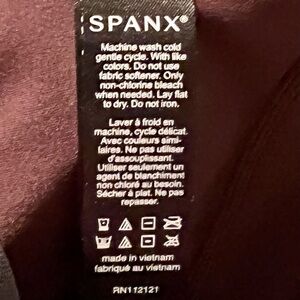 SPANX®
Machine wash cold
gentle cycle. With like
colors. Do not use
fabric softener. Only
non-chlorine bleach
when needed. Lay flat
to dry. Do not iron.
Laver à froid en
machine, cycle délicat.
Avec couleurs simi-
laires. Ne pas utiliser
d'assouplissant.
Utiliser seulement un
agent de blanchiment
non chloré au besoin.
Sécher à plat. Ne pas
repasser.
made in vietnam
fabriqué au vietnam
RN112121